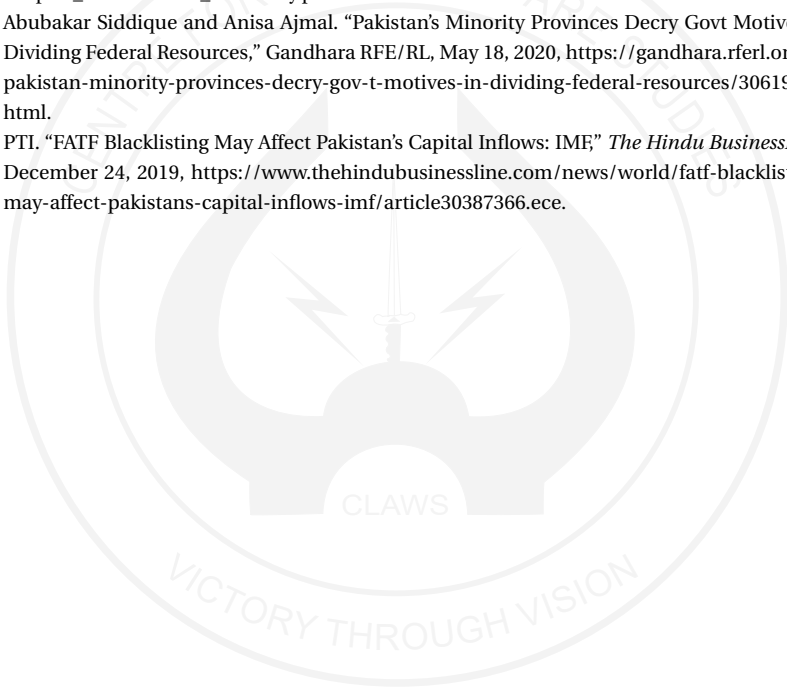 Abubakar Siddique and Anisa Ajmal. “Pakistan’s Minority Provinces Decry Govt Motive
Dividing Federal Resources,” Gandhara RFE/RL, May 18, 2020, https://gandhara.rferl.or
pakistan-minority-provinces-decry-gov-t-motives-in-dividing-federal-resources/30619
html.
PTI. “FATF Blacklisting May Affect Pakistan’s Capital Inflows: IMF,” The Hindu Business
December 24, 2019, https://www.thehindubusinessline.com/news/world/fatf-blacklist
may-affect-pakistans-capital-inflows-imf/article30387366.ece.
CLAWS
VICTORY THROUGH VISION